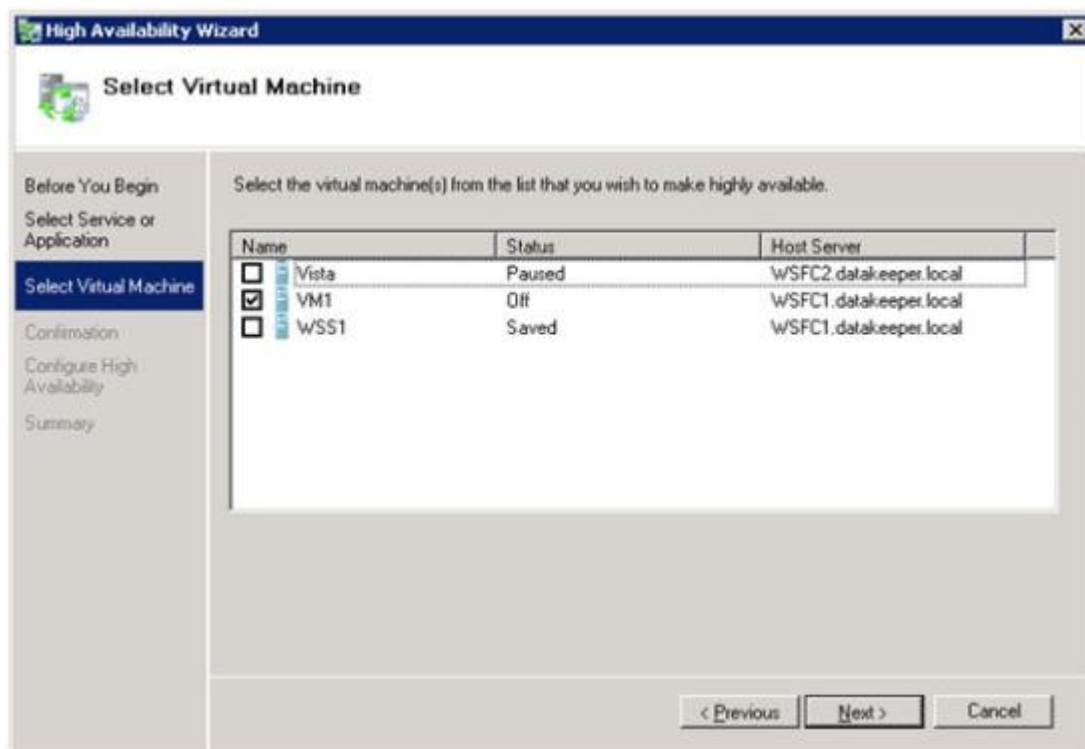 High Availability Wizard
Select Virtual Machine
Before You Begin
Select Service or
Application
Select Virtual Machine
Confirmation
Configure High
Availability
Summary
Select the virtual machine(s) from the list that you wish to make highly available.
Name Status Host Server
Vista Paused WSFC2.datakeeper.local
VM1 Off WSFC1.datakeeper.local
WSS1 Saved WSFC1.datakeeper.local
< Previous Next > Cancel